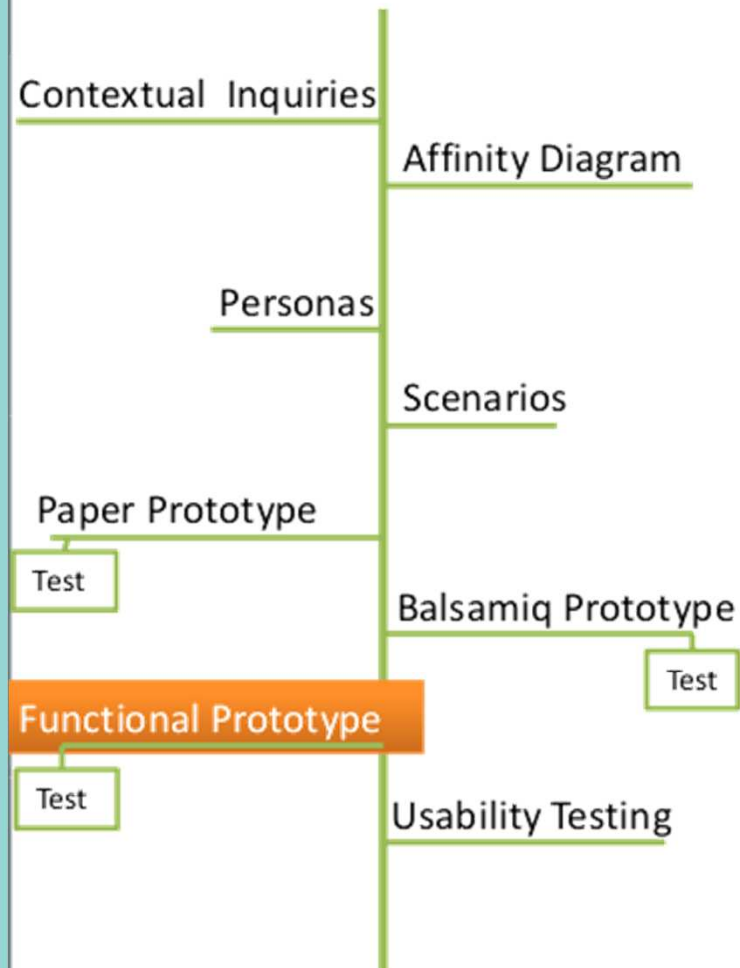 Contextual Inquiries
Affinity Diagram
Personas
Scenarios
Paper Prototype
Test
Balsamiq Prototype
Test
Functional Prototype
Test
Usability Testing